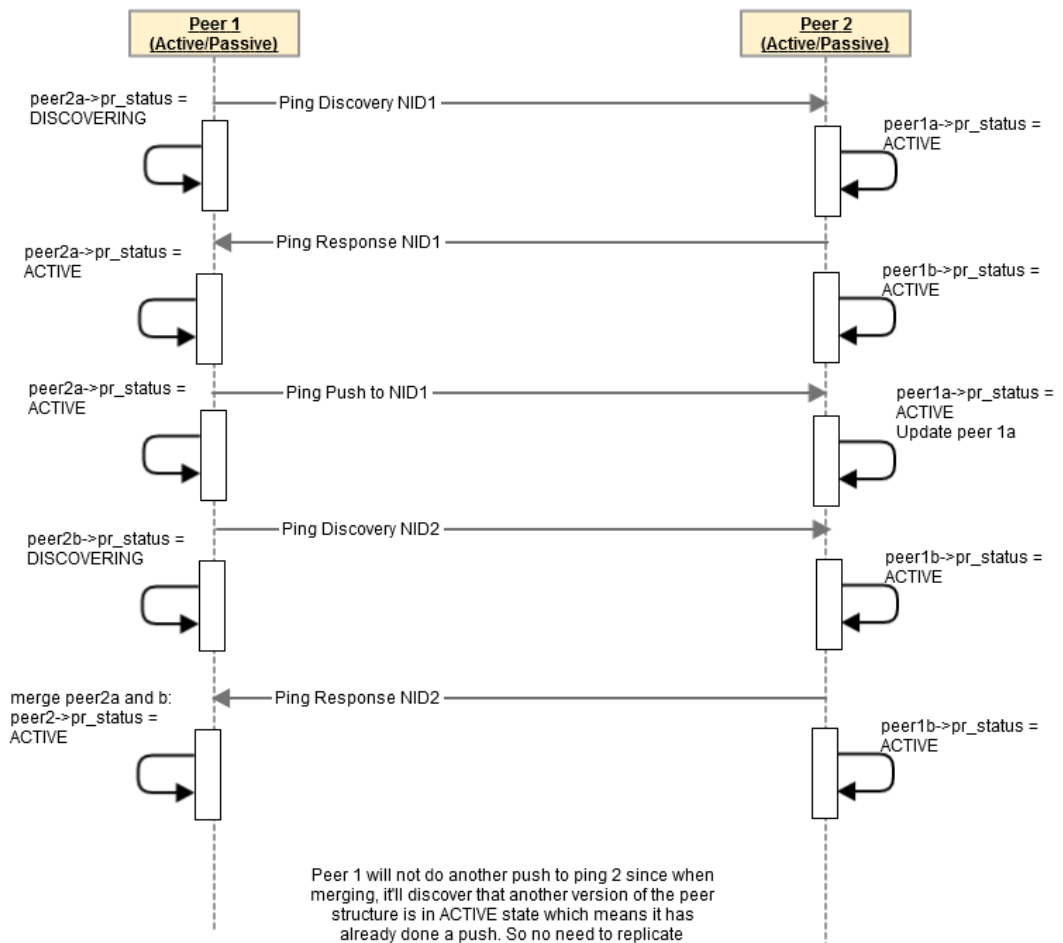 Peer 1
(Active/Passive)
Peer 2
(Active/Passive)
peer2a->pr_status =
DISCOVERING
Ping Discovery NID1
peer1a->pr_status =
ACTIVE
peer2a->pr_status =
ACTIVE
Ping Response NID1
peer1b->pr_status =
ACTIVE
peer2a->pr_status =
ACTIVE
Ping Push to NID1
peer1a->pr_status =
ACTIVE
Update peer 1a
peer2b->pr_status =
DISCOVERING
Ping Discovery NID2
peer1b->pr_status =
ACTIVE
merge peer2a and b:
peer2->pr_status =
ACTIVE
Ping Response NID2
peer1b->pr_status =
ACTIVE
Peer 1 will not do another push to ping 2 since when
merging, it'll discover that another version of the peer
structure is in ACTIVE state which means it has
already done a push. So no need to replicate